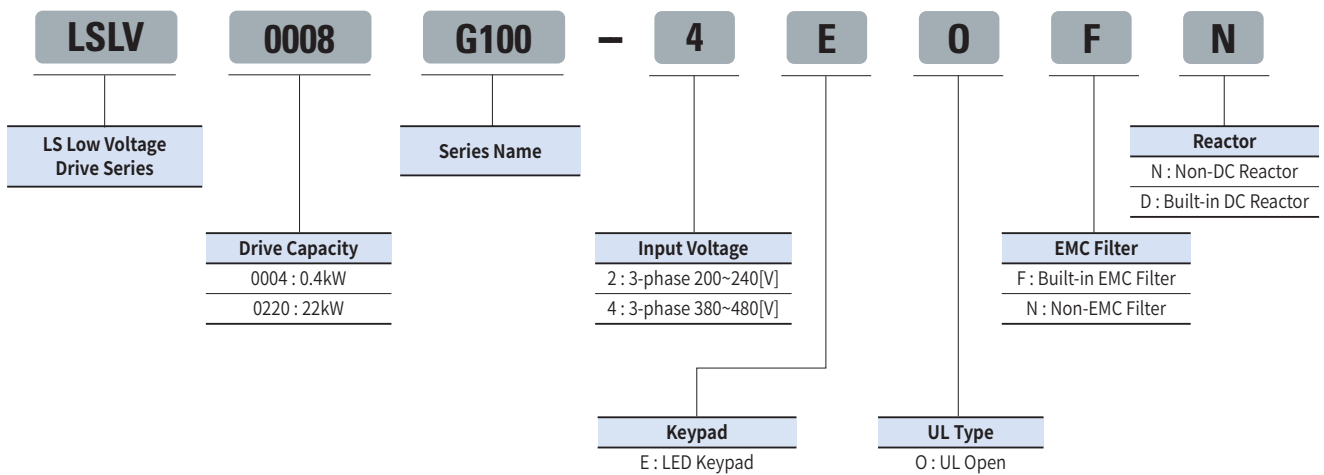 LSLV 0008 G100 – 4 E O F N
LS Low Voltage
Drive Series
Series Name
Reactor
N : Non-DC Reactor
D : Built-in DC Reactor
Drive Capacity
0004 : 0.4kW
0220 : 22kW
Input Voltage
2 : 3-phase 200~240[V]
4 : 3-phase 380~480[V]
EMC Filter
F : Built-in EMC Filter
N : Non-EMC Filter
Keypad
E : LED Keypad
UL Type
O : UL Open